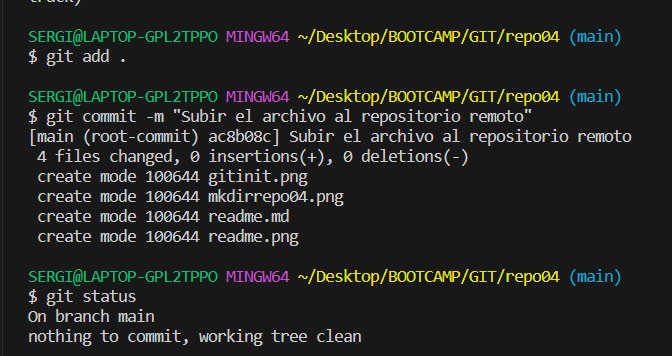 SERGI@LAPTOP-GPL2TPPO MINGW64 ~/Desktop/BOOTCAMP/GIT/repo04 (main)
$ git add .
SERGI@LAPTOP-GPL2TPPO MINGW64 ~/Desktop/BOOTCAMP/GIT/repo04 (main)
$ git commit -m "Subir el archivo al repositorio remoto"
[main (root-commit) ac8b08c] Subir el archivo al repositorio remoto
 4 files changed, 0 insertions(+), 0 deletions(-)
 create mode 100644 gitinit.png
 create mode 100644 mkdirrepo04.png
 create mode 100644 readme.md
 create mode 100644 readme.png
SERGI@LAPTOP-GPL2TPPO MINGW64 ~/Desktop/BOOTCAMP/GIT/repo04 (main)
$ git status
On branch main
nothing to commit, working tree clean